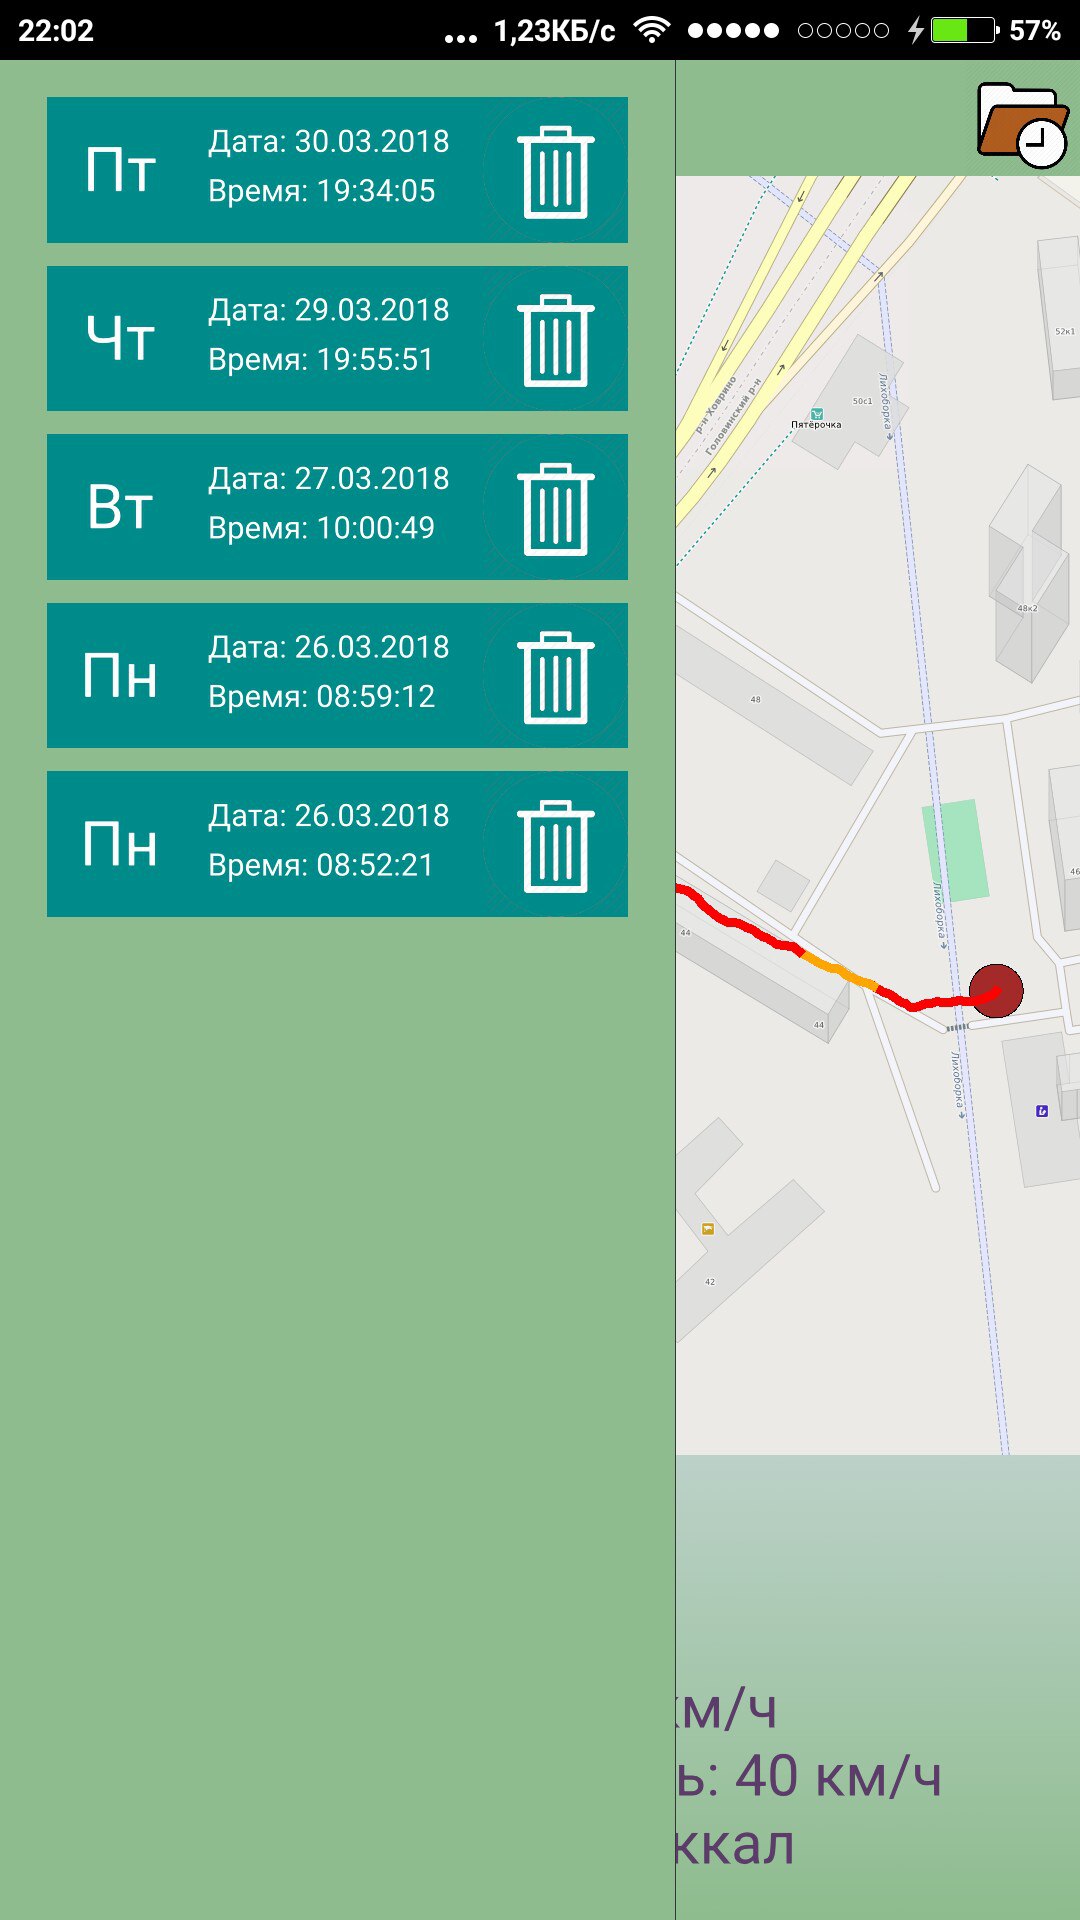 22:02
... 1,23КБ/с 57%
Пт
Дата: 30.03.2018
Время: 19:34:05
Чт
Дата: 29.03.2018
Время: 19:55:51
Вт
Дата: 27.03.2018
Время: 10:00:49
Пн
Дата: 26.03.2018
Время: 08:59:12
Пн
Дата: 26.03.2018
Время: 08:52:21
52к1
р-н Ховрино
Головинский р-н
50с1
Пятёрочка
Лихоборка
48к2
48
46
Лихоборка
44
44
Лихоборка
42
км/ч
ь: 40 км/ч
ккал